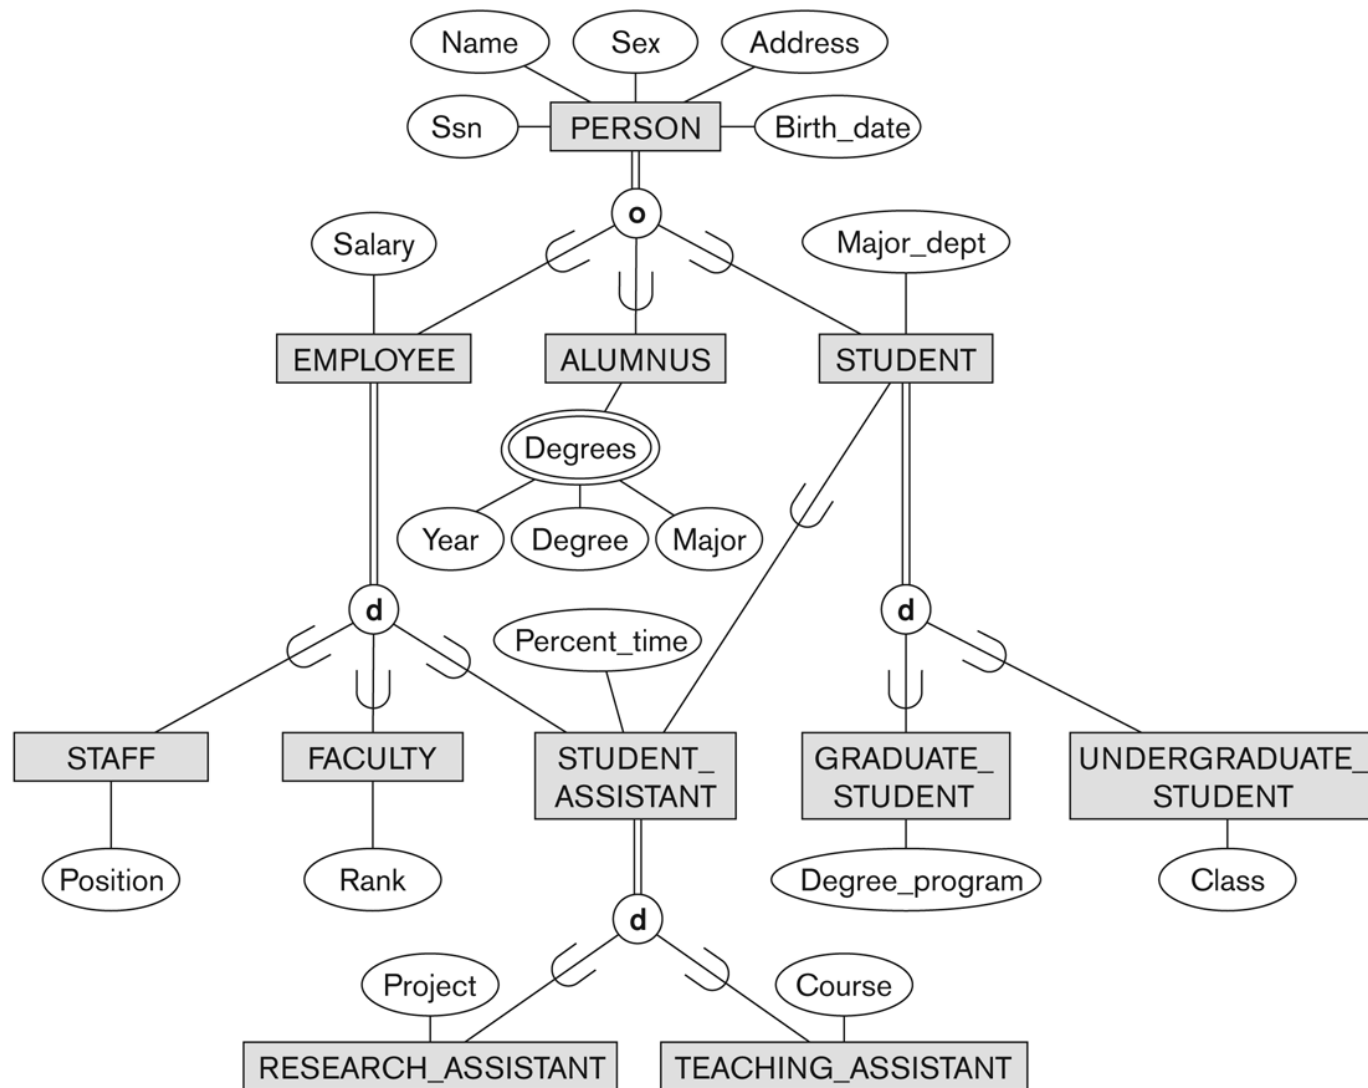 Name
Sex
Address
Ssn
PERSON
Birth_date
o
Salary
Major_dept
EMPLOYEE
ALUMNUS
STUDENT
Degrees
Year
Degree
Major
d
d
Percent_time
STAFF
FACULTY
STUDENT_
ASSISTANT
GRADUATE_
STUDENT
UNDERGRADUATE_
STUDENT
Position
Rank
Degree_program
Class
d
Project
Course
RESEARCH_ASSISTANT
TEACHING_ASSISTANT